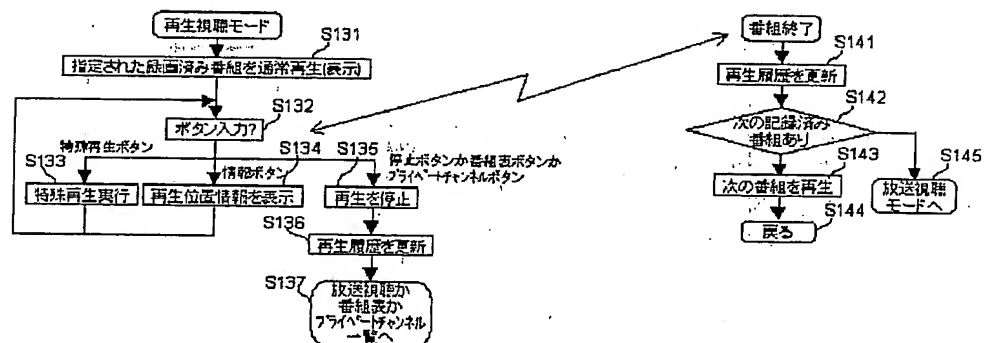 再生視聴モード
S131
指定された録画済み番組を通常再生(表示)
S132
ボタン入力?
特殊再生ボタン
S133
特殊再生実行
S134
情報ボタン
再生位置情報を表示
S135
停止ボタンか番組表ボタンか
プライベートチャンネルボタン
再生を停止
S136
再生履歴を更新
S137
放送視聴か
番組表か
プライベートチャンネル
一覧へ
番組終了
S141
再生履歴を更新
S142
次の記録済み
番組あり
S143
次の番組を再生
S144
戻る
S145
放送視聴
モードへ